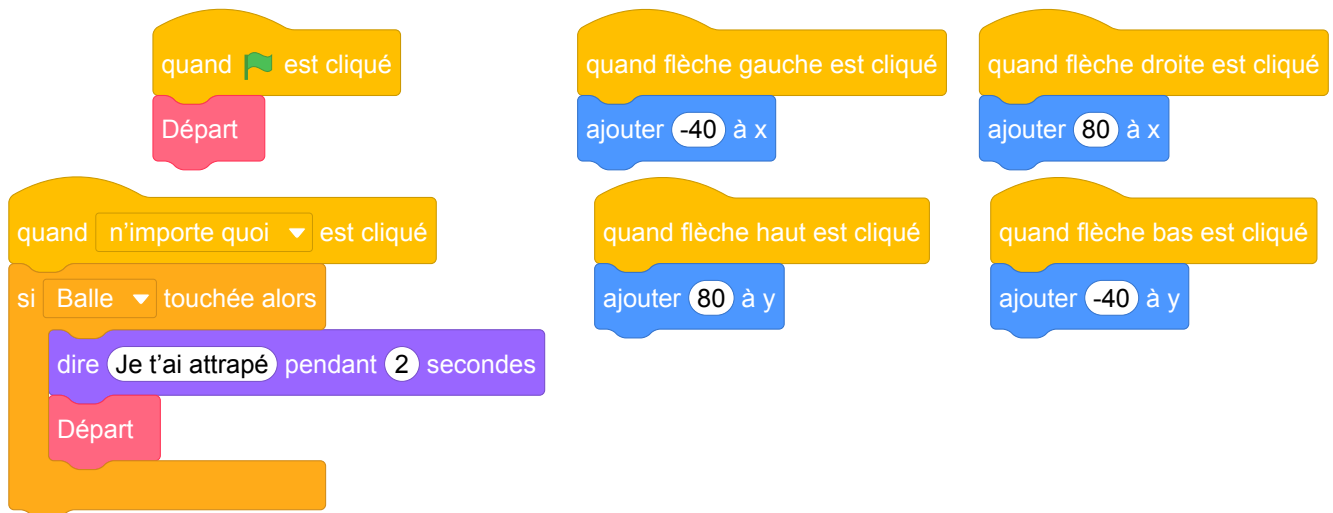 quand est cliqué
Départ
quand flèche gauche est cliqué
ajouter -40 à x
quand flèche droite est cliqué
ajouter 80 à x
quand n’importe quoi est cliqué
si Balle touchée alors
dire Je t’ai attrapé pendant 2 secondes
Départ
quand flèche haut est cliqué
ajouter 80 à y
quand flèche bas est cliqué
ajouter -40 à y